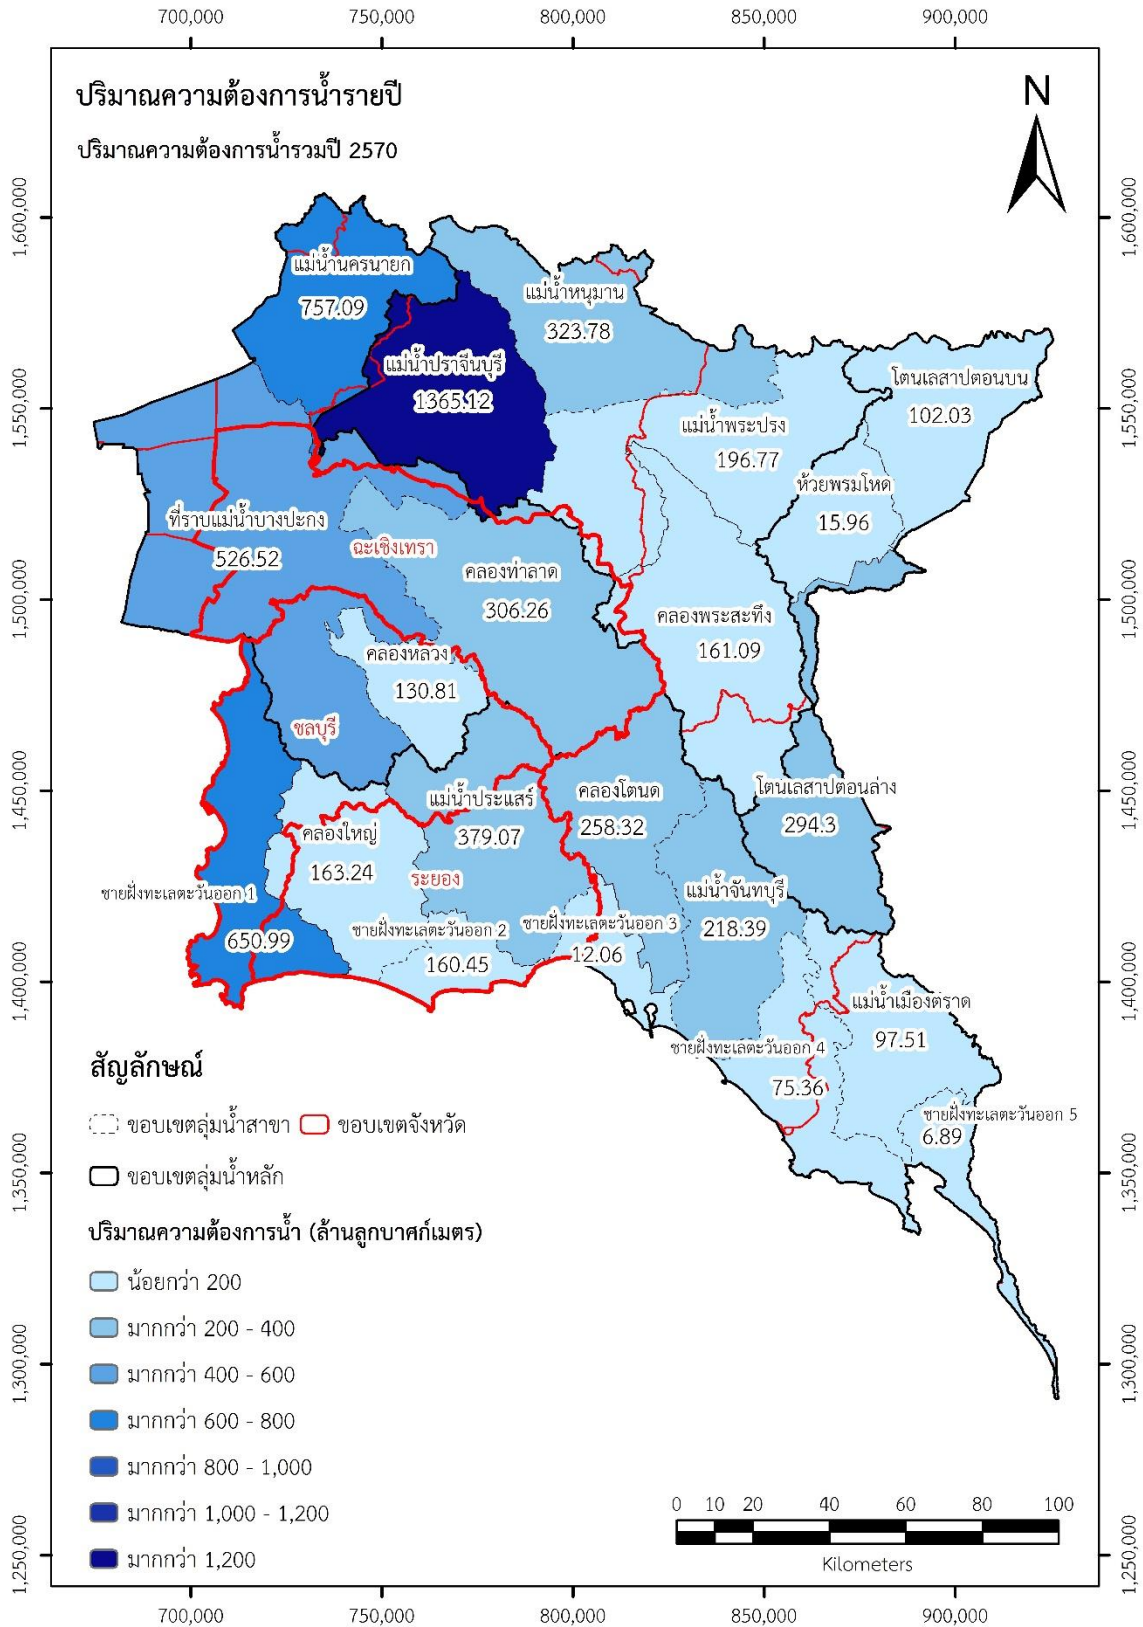 700,000 750,000 800,000 850,000 900,000
ปริมาณความต้องการน้ำรายปี
ปริมาณความต้องการน้ำรวมปี 2570
N
1,600,000 1,600,000
แม่น้ำนครนายก
757.09
แม่น้ำหนุมาน
323.78
แม่น้ำปราจีนบุรี
1365.12
โตนเลสาปตอนบน
102.03
1,550,000 1,550,000
แม่น้ำพระปรง
196.77
ห้วยพรมโหด
15.96
ที่ราบแม่น้ำบางปะกง
526.52
ฉะเชิงเทรา
คลองท่าลาด
306.26
1,500,000 1,500,000
คลองพระสะทึง
161.09
คลองหลวง
130.81
ชลบุรี
1,450,000 1,450,000
แม่น้ำประแสร์
379.07
คลองโตนด
258.32
โตนเลสาปตอนล่าง
294.3
คลองใหญ่
163.24
ระยอง
ชายฝั่งทะเลตะวันออก 1
650.99
แม่น้ำจันทบุรี
218.39
ชายฝั่งทะเลตะวันออก 2
160.45
ชายฝั่งทะเลตะวันออก 3
12.06
1,400,000 1,400,000
แม่น้ำเมืองตราด
97.51
ชายฝั่งทะเลตะวันออก 4
75.36
ชายฝั่งทะเลตะวันออก 5
6.89
สัญลักษณ์
ขอบเขตลุ่มน้ำสาขา ขอบเขตจังหวัด
ขอบเขตลุ่มน้ำหลัก
1,350,000 1,350,000
ปริมาณความต้องการน้ำ (ล้านลูกบาศก์เมตร)
น้อยกว่า 200
มากกว่า 200 - 400
มากกว่า 400 - 600
มากกว่า 600 - 800
มากกว่า 800 - 1,000
มากกว่า 1,000 - 1,200
มากกว่า 1,200
1,300,000 1,300,000
0 10 20 40 60 80 100
Kilometers
1,250,000 1,250,000
700,000 750,000 800,000 850,000 900,000